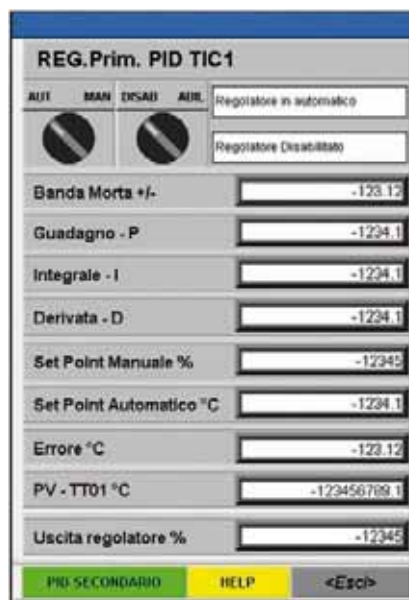 REG.Prim. PID TIC1
AUT MAN DISAB ABIL
Regolatore in automatico
Regolatore Disabilitato
Banda Morta +/- -123.12
Guadagno - P -1234.1
Integrale - I -1234.1
Derivata - D -1234.1
Set Point Manuale % -12345
Set Point Automatico °C -1234.1
Errore °C -123.12
PV - TT01 °C -123456789.1
Uscita regolatore % -12345
PID SECONDARIO HELP <Esci>